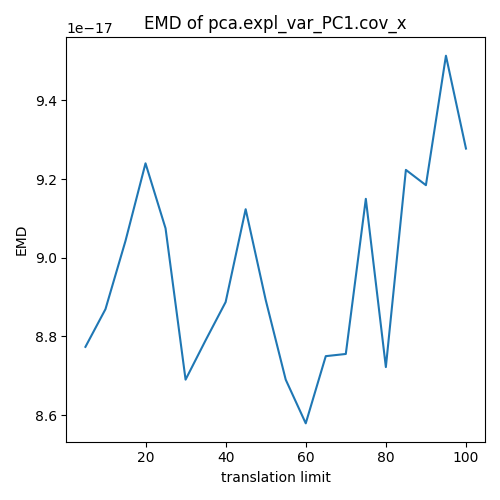 EMD of pca.expl_var_PC1.cov_x
1e−17
9.4
9.2
9.0
8.8
8.6
EMD
20
40
60
80
100
translation limit